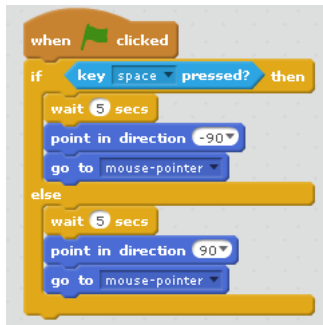 when clicked
if key space pressed? then
wait 5 secs
point in direction -90
go to mouse-pointer
else
wait 5 secs
point in direction 90
go to mouse-pointer